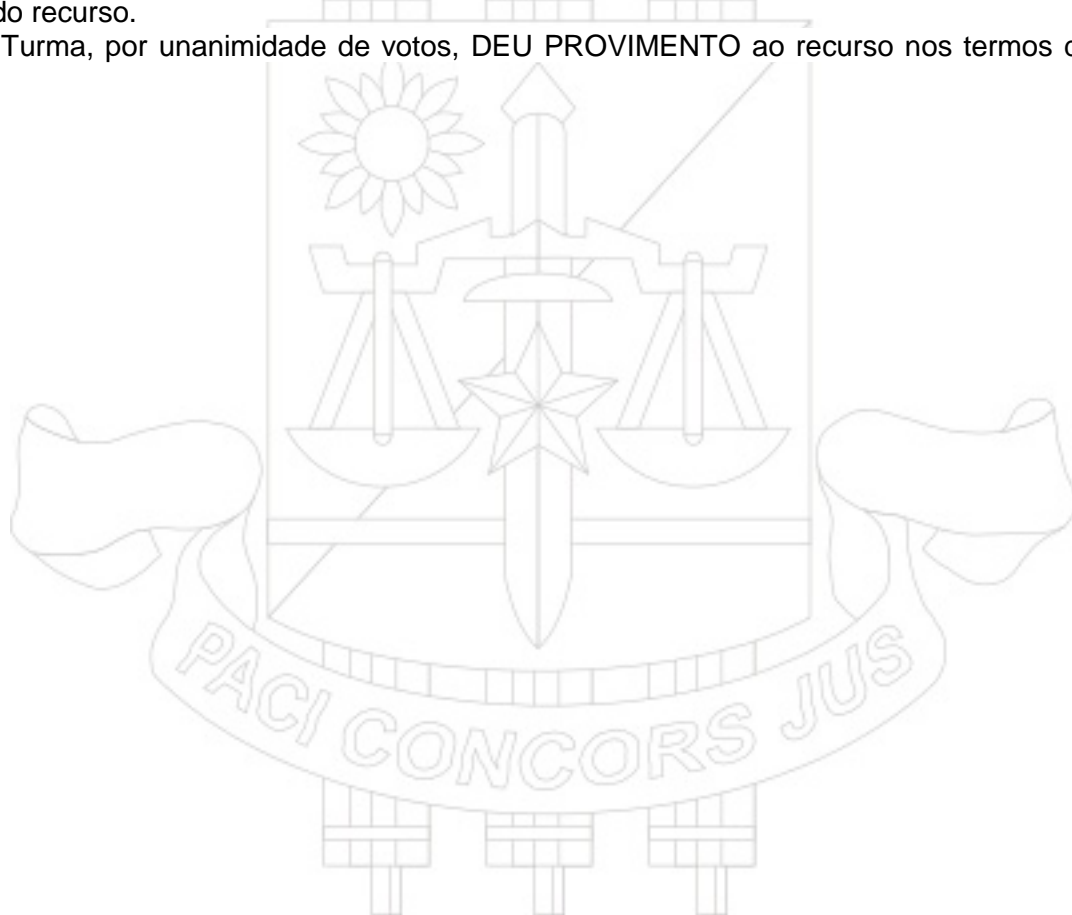 do recurso.
Turma, por unanimidade de votos, DEU PROVIMENTO ao recurso nos termos
PACI CONCORS JUS